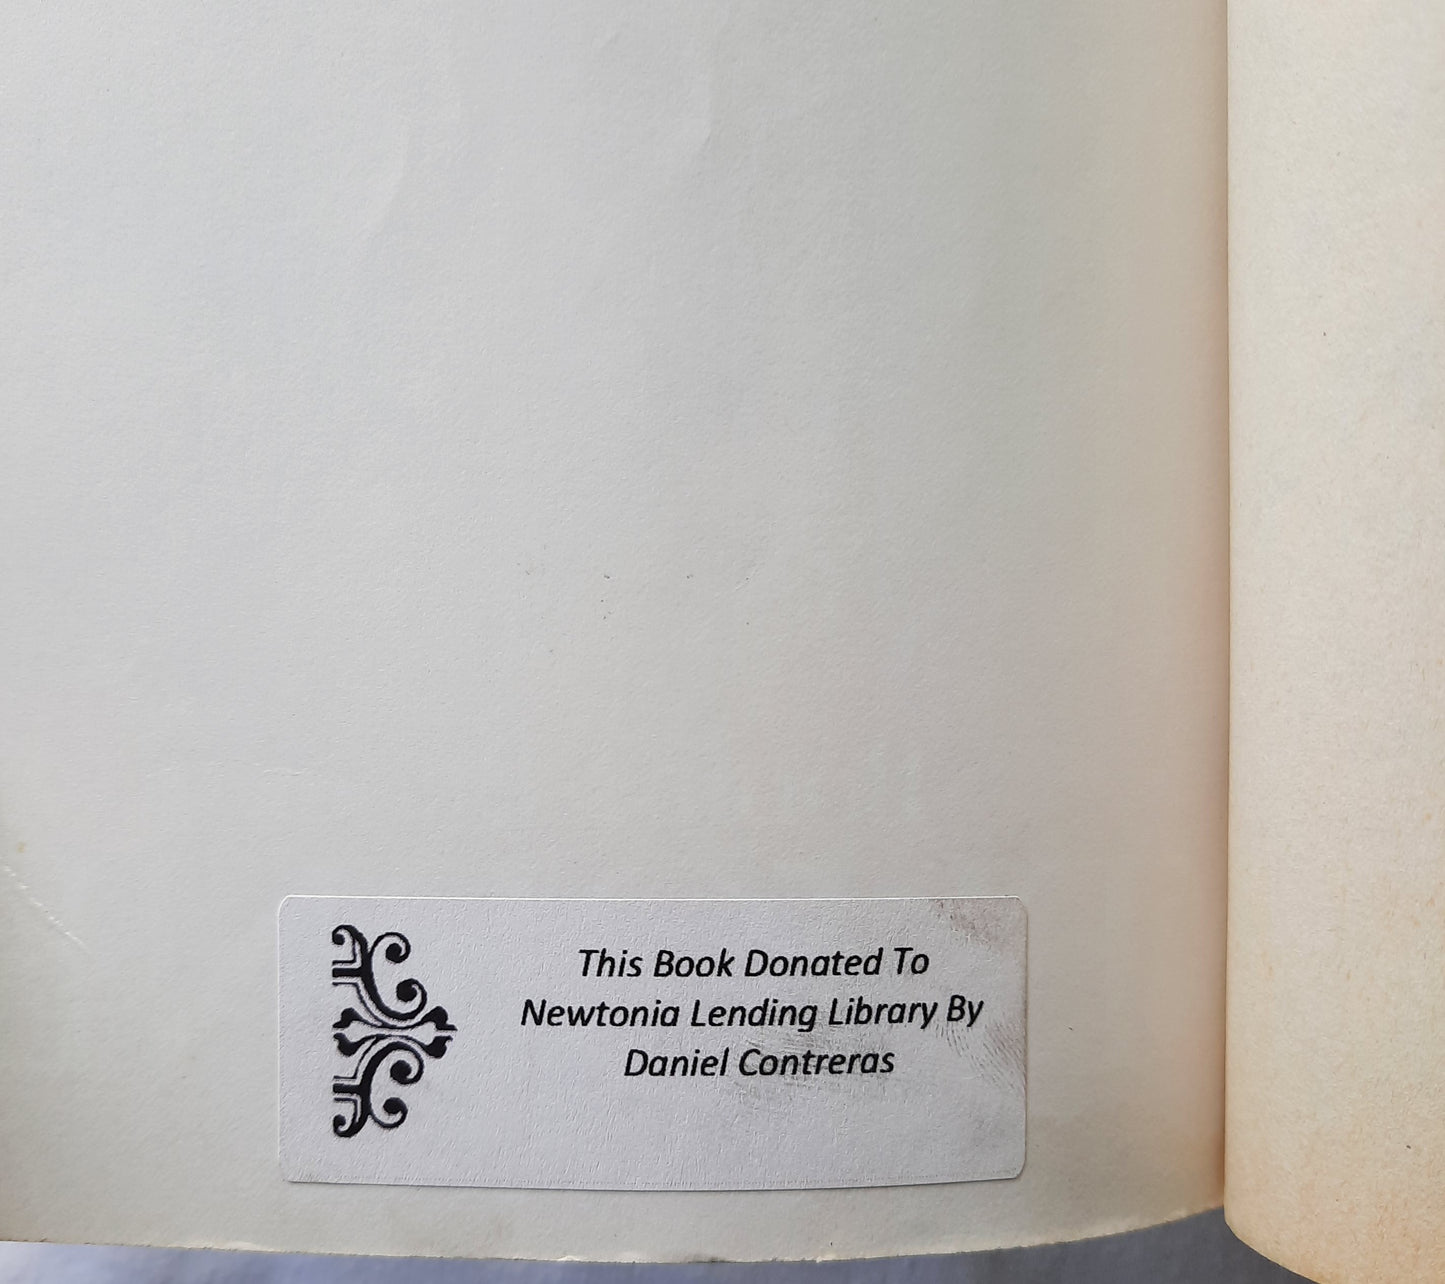 This Book Donated To
Newtonia Lending Library By
Daniel Contreras